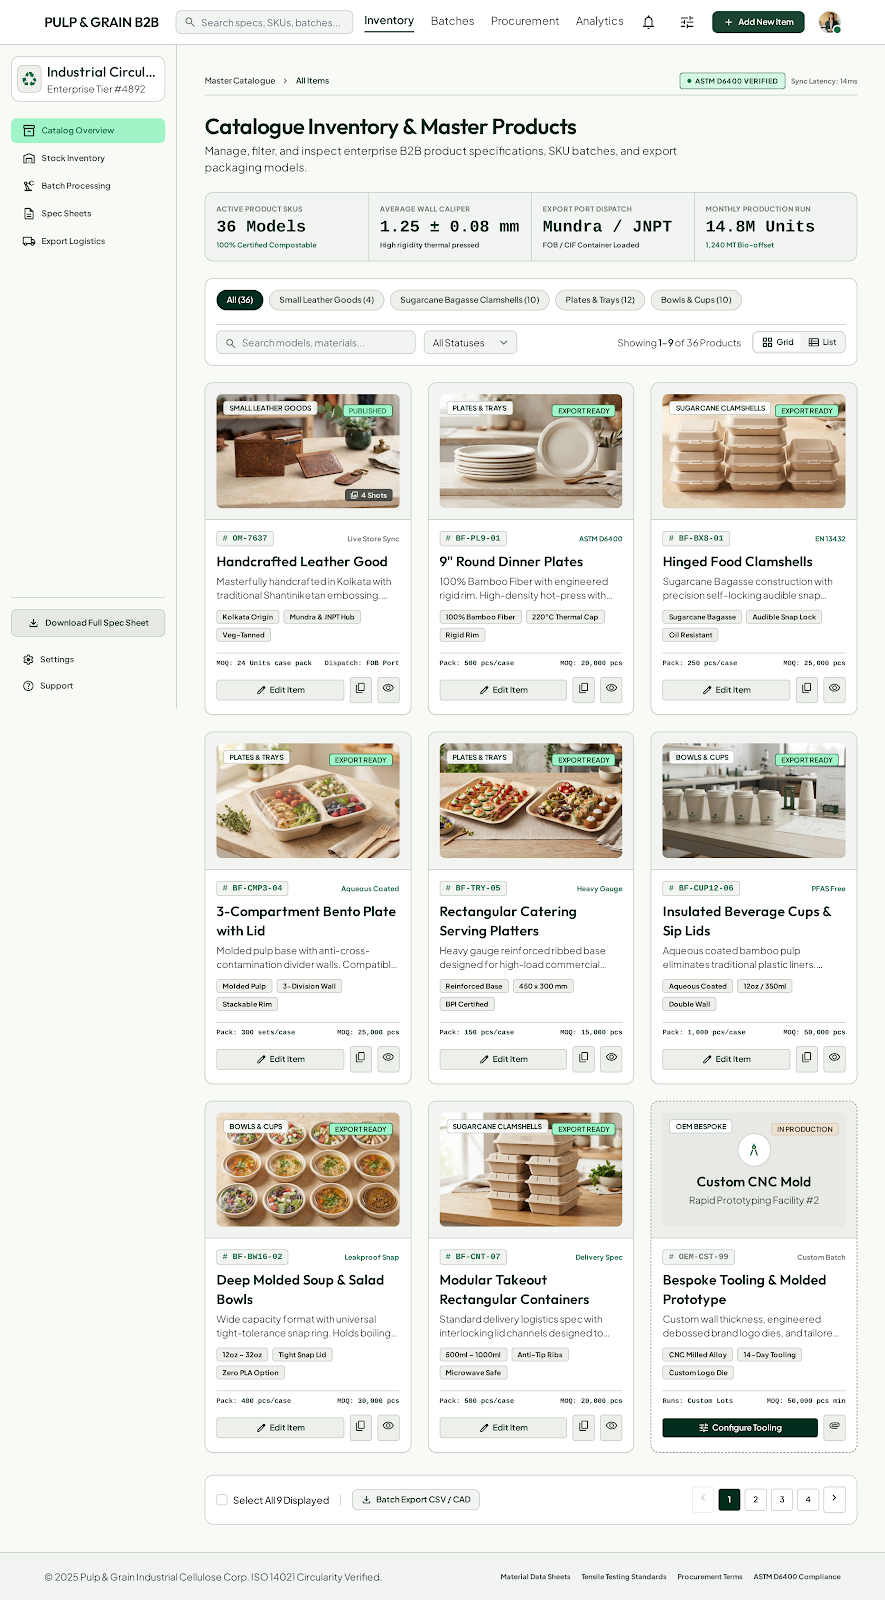 PULP & GRAIN B2B
Search specs, SKUs, batches...
Inventory
Batches
Procurement
Analytics
Add New Item
Industrial Circul...
Enterprise Tier #4892
Catalog Overview
Stock Inventory
Batch Processing
Spec Sheets
Export Logistics
Download Full Spec Sheet
Settings
Support
Master Catalogue > All Items
ASTM D6400 VERIFIED
Sync Latency: 14ms
Catalogue Inventory & Master Products
Manage, filter, and inspect enterprise B2B product specifications, SKU batches, and export
packaging models.
ACTIVE PRODUCT SKUS
36 Models
100% Certified Compostable
AVERAGE WALL CALIPER
1.25 ± 0.08 mm
High rigidity thermal pressed
EXPORT PORT DISPATCH
Mundra / JNPT
FOB / CIF Container Loaded
MONTHLY PRODUCTION RUN
14.8M Units
1,240 MT Bio-offset
All (36)
Small Leather Goods (4)
Sugarcane Bagasse Clamshells (10)
Plates & Trays (12)
Bowls & Cups (10)
Search models, materials...
All Statuses
Showing 1–9 of 36 Products
Grid
List
SMALL LEATHER GOODS
PUBLISHED
4 Shots
# OM-7637
Live Store Sync
Handcrafted Leather Good
Masterfully handcrafted in Kolkata with
traditional Shantiniketan embossing....
Kolkata Origin
Mundra & JNPT Hub
Veg-Tanned
MOQ: 24 Units case pack
Dispatch: FOB Port
Edit Item
PLATES & TRAYS
EXPORT READY
# BF-PL9-01
ASTM D6400
9" Round Dinner Plates
100% Bamboo Fiber with engineered
rigid rim. High-density hot-press with...
100% Bamboo Fiber
220°C Thermal Cap
Rigid Rim
Pack: 500 pcs/case
MOQ: 20,000 pcs
Edit Item
SUGARCANE CLAMSHELLS
EXPORT READY
# BF-BX8-01
EN 13432
Hinged Food Clamshells
Sugarcane Bagasse construction with
precision self-locking audible snap...
Sugarcane Bagasse
Audible Snap Lock
Oil Resistant
Pack: 250 pcs/case
MOQ: 25,000 pcs
Edit Item
PLATES & TRAYS
EXPORT READY
# BF-CMP3-04
Aqueous Coated
3-Compartment Bento Plate
with Lid
Molded pulp base with anti-cross-
contamination divider walls. Compatibl...
Molded Pulp
3-Division Wall
Stackable Rim
Pack: 300 sets/case
MOQ: 25,000 pcs
Edit Item
PLATES & TRAYS
EXPORT READY
# BF-TRY-05
Heavy Gauge
Rectangular Catering
Serving Platters
Heavy gauge reinforced ribbed base
designed for high-load commercial...
Reinforced Base
450 x 300 mm
BPI Certified
Pack: 150 pcs/case
MOQ: 15,000 pcs
Edit Item
BOWLS & CUPS
EXPORT READY
# BF-CUP12-06
PFAS Free
Insulated Beverage Cups &
Sip Lids
Aqueous coated bamboo pulp
eliminates traditional plastic liners....
Aqueous Coated
12oz / 350ml
Double Wall
Pack: 1,000 pcs/case
MOQ: 50,000 pcs
Edit Item
BOWLS & CUPS
EXPORT READY
# BF-BW16-02
Leakproof Snap
Deep Molded Soup & Salad
Bowls
Wide capacity format with universal
tight-tolerance snap ring. Holds boiling...
12oz – 32oz
Tight Snap Lid
Zero PLA Option
Pack: 400 pcs/case
MOQ: 30,000 pcs
Edit Item
SUGARCANE CLAMSHELLS
EXPORT READY
# BF-CNT-07
Delivery Spec
Modular Takeout
Rectangular Containers
Standard delivery logistics spec with
interlocking lid channels designed to...
500ml – 1000ml
Anti-Tip Ribs
Microwave Safe
Pack: 500 pcs/case
MOQ: 20,000 pcs
Edit Item
OEM BESPOKE
IN PRODUCTION
Custom CNC Mold
Rapid Prototyping Facility #2
# OEM-CST-99
Custom Batch
Bespoke Tooling & Molded
Prototype
Custom wall thickness, engineered
debossed brand logo dies, and tailore...
CNC Milled Alloy
14-Day Tooling
Custom Logo Die
Runs: Custom Lots
MOQ: 50,000 pcs min
Configure Tooling
Select All 9 Displayed
Batch Export CSV / CAD
1
2
3
4
© 2025 Pulp & Grain Industrial Cellulose Corp. ISO 14021 Circularity Verified.
Material Data Sheets
Tensile Testing Standards
Procurement Terms
ASTM D6400 Compliance